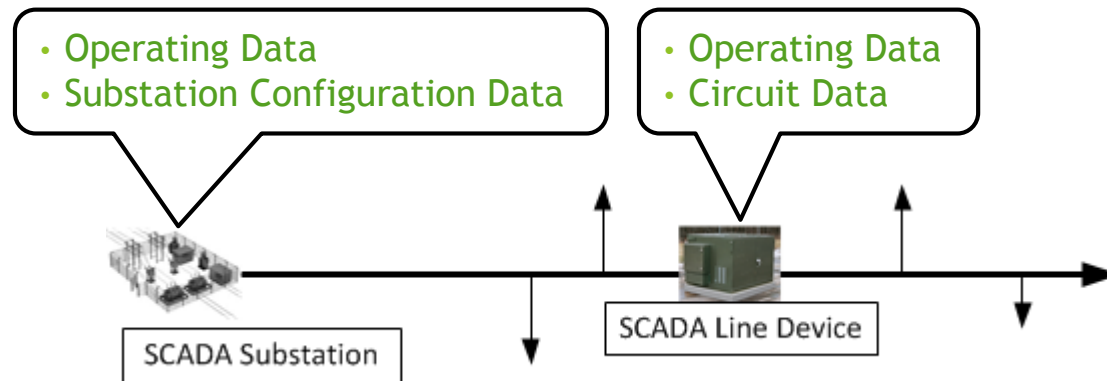 • Operating Data
• Substation Configuration Data
• Operating Data
• Circuit Data
SCADA Substation
SCADA Line Device